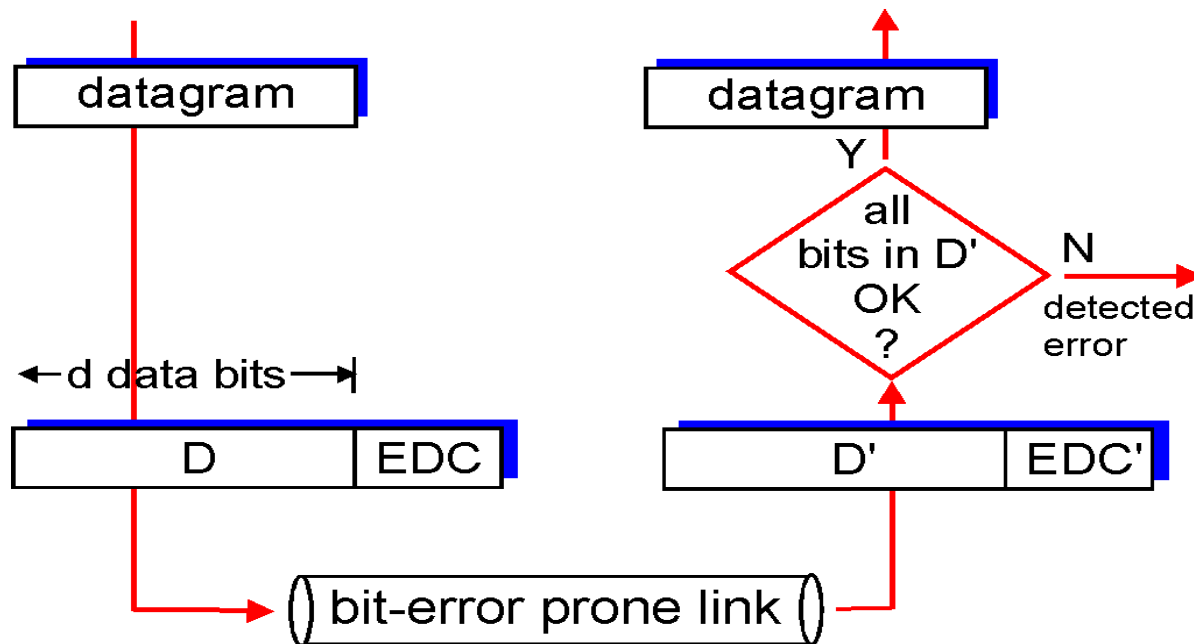 datagram
datagram
Y
all
bits in D'
OK
?
N
detected
error
d data bits
D
EDC
D'
EDC'
bit-error prone link